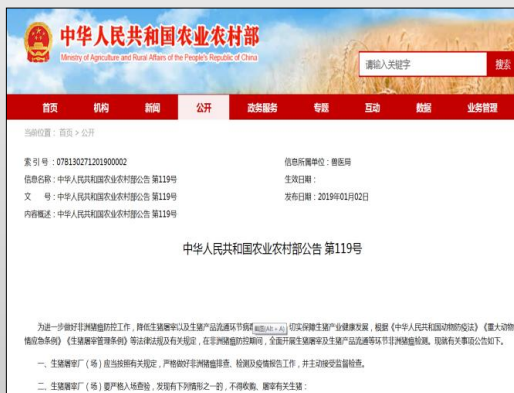 中华人民共和国农业农村部
Ministry of Agriculture and Rural Affairs of the People's Republic of China
请输入关键字
搜索
首页 机构 新闻 公开 政务服务 专题 互动 数据 业务管理
当前位置：首页 > 公开
索 引 号：07B130271201900002 信息所属单位：兽医局
信息名称：中华人民共和国农业农村部公告 第119号 生效日期：
文 号：中华人民共和国农业农村部公告 第119号 发布日期：2019年01月02日
内容概述：中华人民共和国农业农村部公告 第119号
中华人民共和国农业农村部公告 第119号
为进一步做好非洲猪瘟防控工作，降低生猪屠宰以及生猪产品流通环节病 截图(Alt + A) 切实保障生猪产业健康发展，根据《中华人民共和国动物防疫法》《重大动物
情应急条例》《生猪屠宰管理条例》等法律法规及有关规定，在非洲猪瘟防控期间，全面开展生猪屠宰及生猪产品流通等环节非洲猪瘟检测。现就有关事项公告如下。
一、生猪屠宰厂（场）应当按照有关规定，严格做好非洲猪瘟排查、检测及疫情报告工作，并主动接受监督检查。
二、生猪屠宰厂（场）要严格入场查验，发现有下列情形之一的，不得收购、屠宰有关生猪：